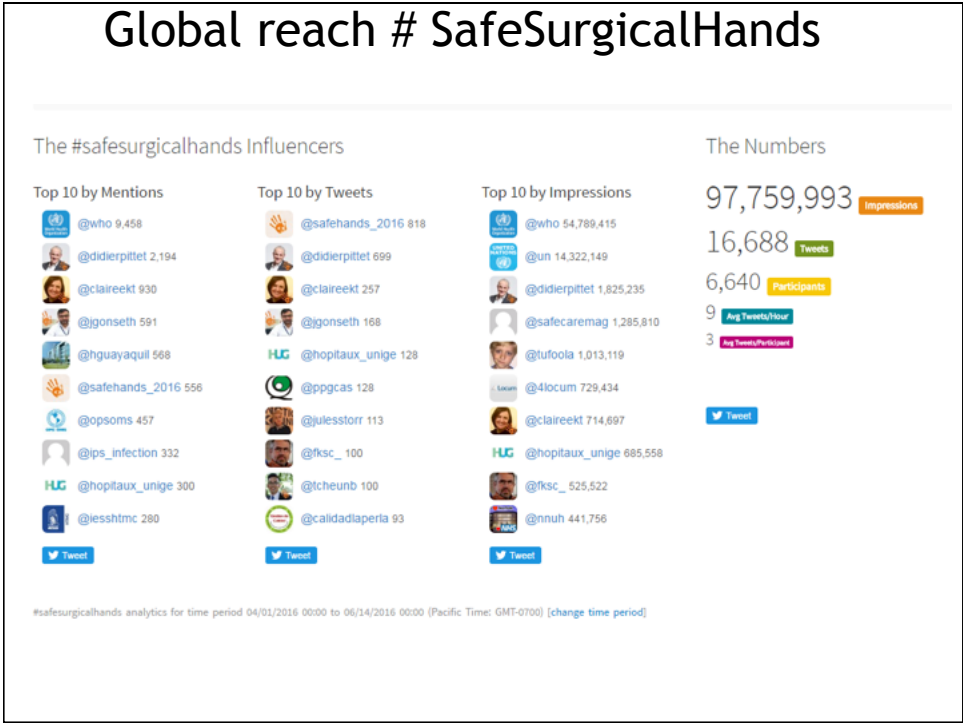 Global reach # SafeSurgicalHands
The #safesurgicalhands Influencers
Top 10 by Mentions
@who 9,458
@didierpittet 2,194
@claireekt 930
@jgonseth 591
@hguayaquil 568
@safehands_2016 556
@opsoms 457
@ips_infection 332
HUG @hopitaux_unige 300
@iesshtmc 280
Tweet
Top 10 by Tweets
@safehands_2016 818
@didierpittet 699
@claireekt 257
@jgonseth 168
HUG @hopitaux_unige 128
@ppgcas 128
@julesstorr 113
@fksc_ 100
@tcheunb 100
@calidadlaperla 93
Tweet
Top 10 by Impressions
@who 54,789,415
UNITED NATIONS @un 14,322,149
@didierpittet 1,825,235
@safecaremag 1,285,810
@tufoola 1,013,119
Locum @4locum 729,434
@claireekt 714,697
HUG @hopitaux_unige 685,558
@fksc_ 525,522
NHS @nnuh 441,756
Tweet
The Numbers
97,759,993 Impressions
16,688 Tweets
6,640 Participants
9 Avg Tweets/Hour
3 Avg Tweets/Participant
Tweet
#safesurgicalhands analytics for time period 04/01/2016 00:00 to 06/14/2016 00:00 (Pacific Time: GMT-0700) [change time period]